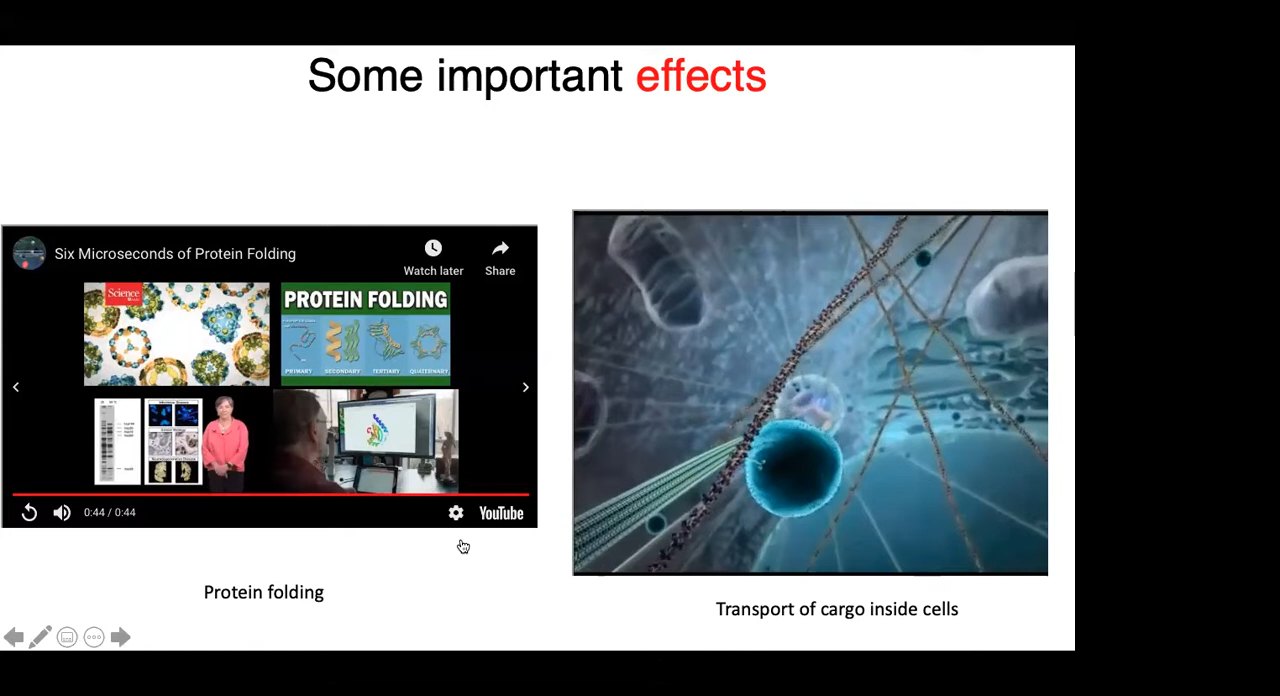 Some important effects
Six Microseconds of Protein Folding
Watch later
Share
Science
PROTEIN FOLDING
PRIMARY
SECONDARY
TERTIARY
QUATERNARY
0:44 / 0:44
YouTube
Protein folding
Transport of cargo inside cells